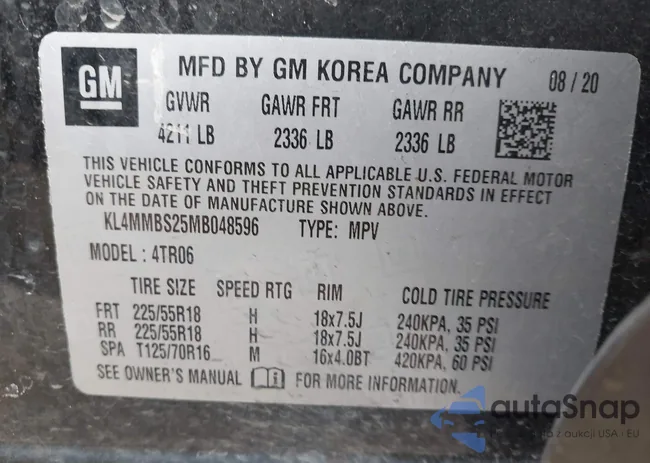 GM
MFD BY GM KOREA COMPANY 08 / 20
GVWR GAWR FRT GAWR RR
4211 LB 2336 LB 2336 LB
THIS VEHICLE CONFORMS TO ALL APPLICABLE U.S. FEDERAL MOTOR
VEHICLE SAFETY AND THEFT PREVENTION STANDARDS IN EFFECT
ON THE DATE OF MANUFACTURE SHOWN ABOVE.
KL4MMBS25MB048596 TYPE: MPV
MODEL : 4TR06
TIRE SIZE SPEED RTG RIM COLD TIRE PRESSURE
FRT 225/55R18 H 18x7.5J 240KPA, 35 PSI
RR 225/55R18 H 18x7.5J 240KPA, 35 PSI
SPA T125/70R16 M 16x4.0BT 420KPA, 60 PSI
SEE OWNER'S MANUAL FOR MORE INFORMATION.
autoSnap
z aukcji USA i EU